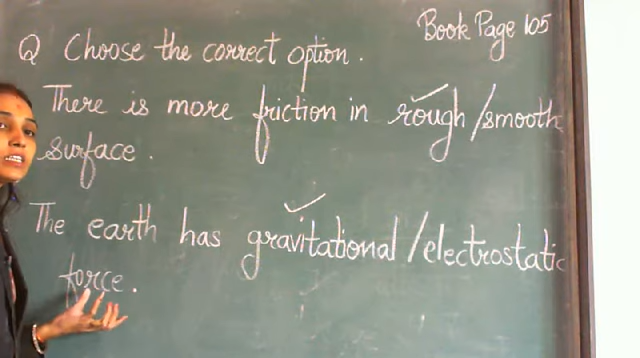 Book Page 105
Q Choose the correct option.
There is more friction in rough/smooth
surface.
The earth has gravitational/electrostatic
force.